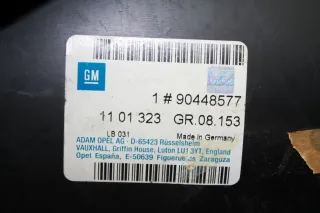 GM
1 # 90448577
11 01 323 GR.08.153
LB 031 Made in Germany
ADAM OPEL AG · D-65423 Rüsselsheim
VAUXHALL, Griffin House, Luton LU1 3YT, England
Opel España, E-50639 Figueruelas Zaragoza